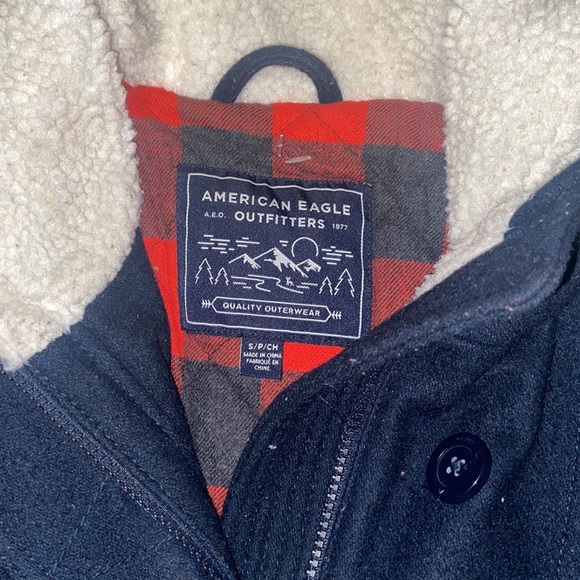 AMERICAN EAGLE
A.E.O. OUTFITTERS 1977
QUALITY OUTERWEAR
S/P/CH
MADE IN CHINA
FABRIQUÉ EN
CHINE